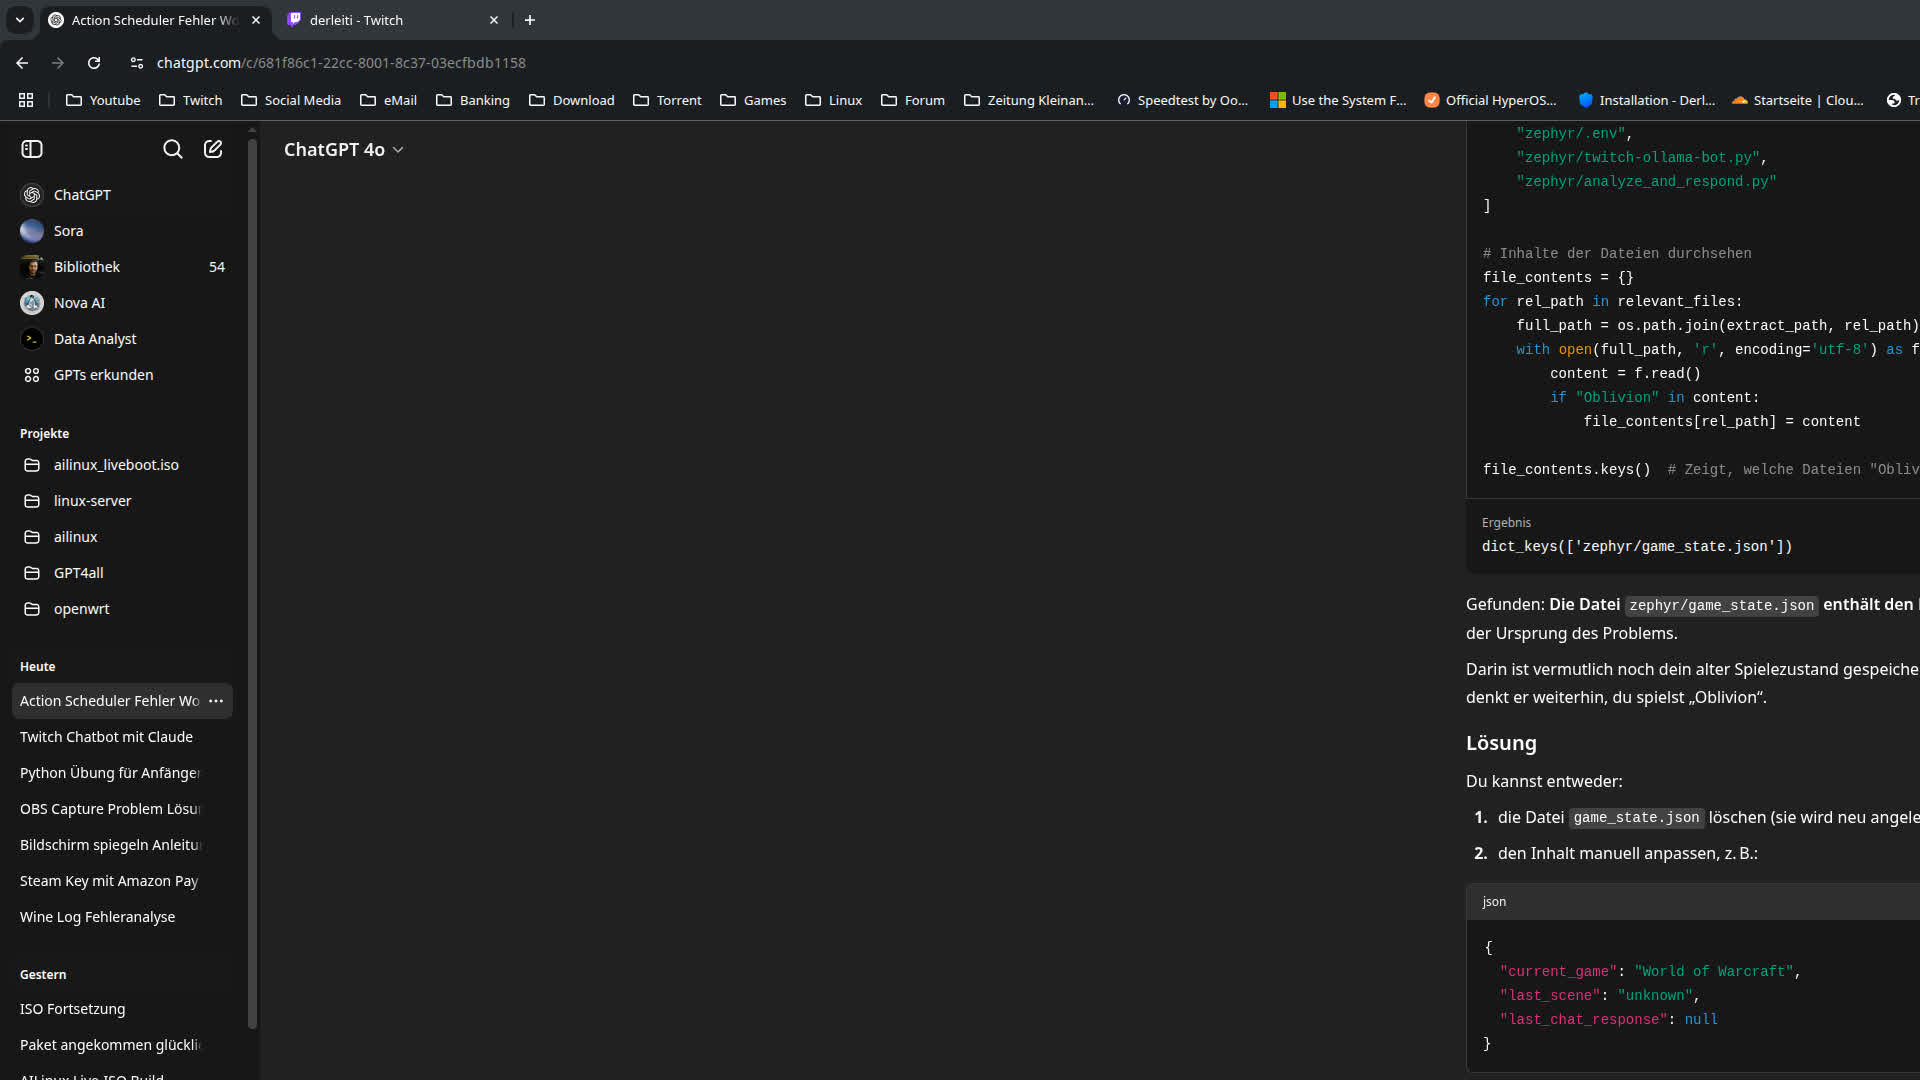 Action Scheduler Fehler Wo
derleiti - Twitch
chatgpt.com/c/681f86c1-22cc-8001-8c37-03ecfbdb1158
Youtube
Twitch
Social Media
eMail
Banking
Download
Torrent
Games
Linux
Forum
Zeitung Kleinan...
Speedtest by Oo...
Use the System F...
Official HyperOS...
Installation - Derl...
Startseite | Clou...
Tr
ChatGPT
Sora
Bibliothek 54
Nova AI
Data Analyst
GPTs erkunden
Projekte
ailinux_liveboot.iso
linux-server
ailinux
GPT4all
openwrt
Heute
Action Scheduler Fehler Wo
Twitch Chatbot mit Claude
Python Übung für Anfänger
OBS Capture Problem Lösu
Bildschirm spiegeln Anleitu
Steam Key mit Amazon Pay
Wine Log Fehleranalyse
Gestern
ISO Fortsetzung
Paket angekommen glückli
AILinux Live ISO Build
ChatGPT 4o
"zephyr/.env",
"zephyr/twitch-ollama-bot.py",
"zephyr/analyze_and_respond.py"
]
# Inhalte der Dateien durchsehen
file_contents = {}
for rel_path in relevant_files:
full_path = os.path.join(extract_path, rel_path)
with open(full_path, 'r', encoding='utf-8') as f
content = f.read()
if "Oblivion" in content:
file_contents[rel_path] = content
file_contents.keys()  # Zeigt, welche Dateien "Obliv
Ergebnis
dict_keys(['zephyr/game_state.json'])
Gefunden: Die Datei zephyr/game_state.json enthält den
der Ursprung des Problems.
Darin ist vermutlich noch dein alter Spielezustand gespeiche
denkt er weiterhin, du spielst „Oblivion“.
Lösung
Du kannst entweder:
1. die Datei game_state.json löschen (sie wird neu angele
2. den Inhalt manuell anpassen, z. B.:
json
{
"current_game": "World of Warcraft",
"last_scene": "unknown",
"last_chat_response": null
}